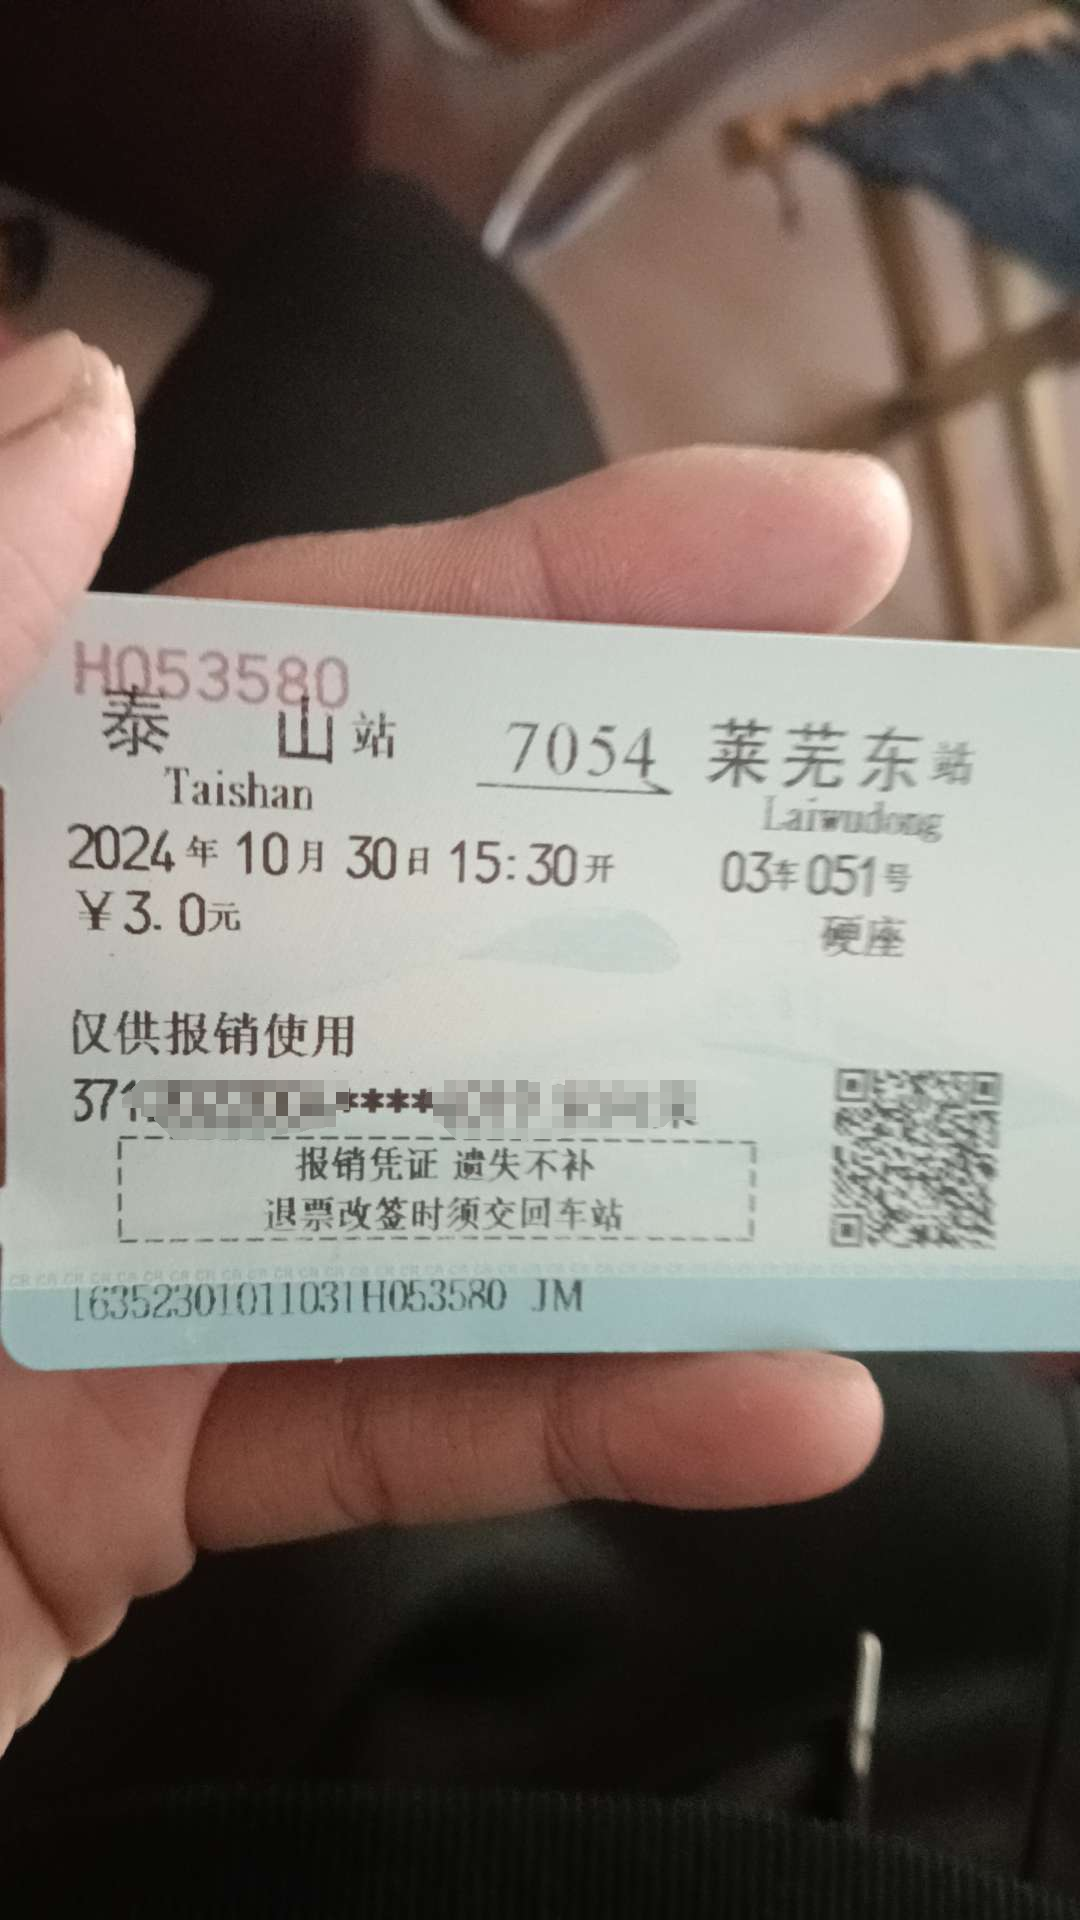 H053580
泰山站 7054 莱芜东站
Taishan Laiwudong
2024年10月30日15:30开 03车051号
￥3.0元 硬座
仅供报销使用
371
报销凭证 遗失不补
退票改签时须交回车站
16352301011031H053580 JM